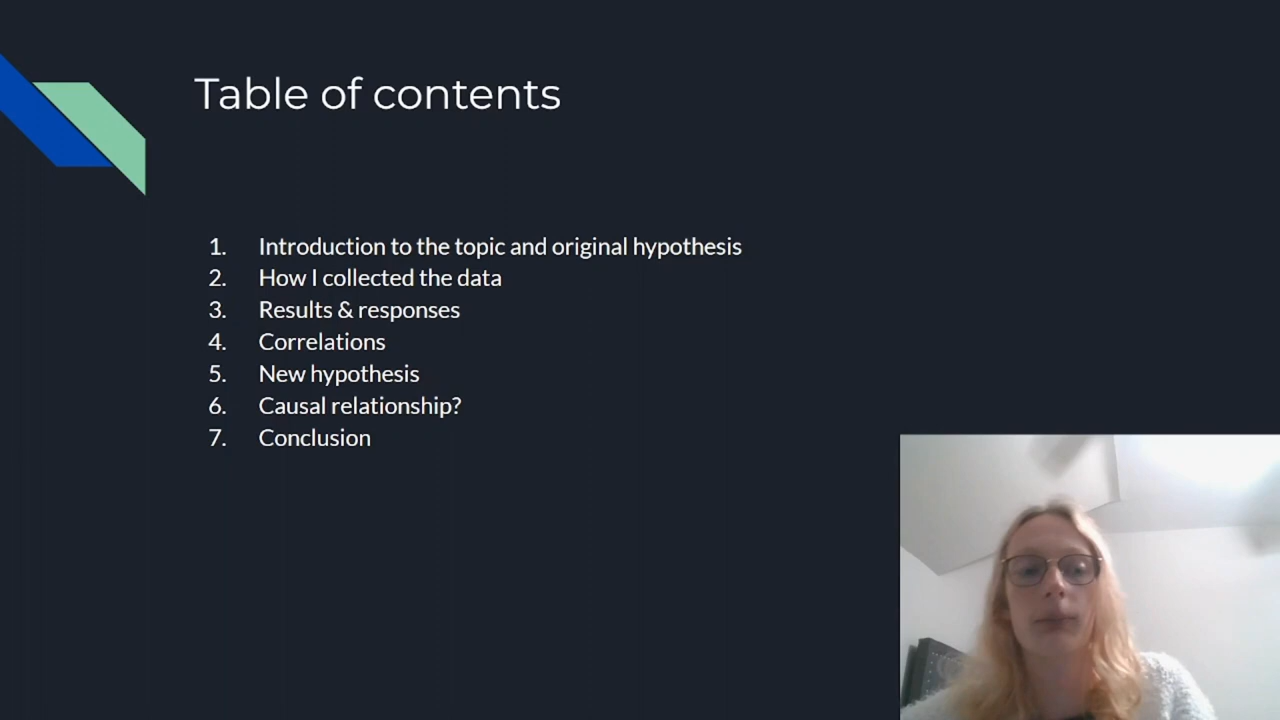 Table of contents
1. Introduction to the topic and original hypothesis
2. How I collected the data
3. Results & responses
4. Correlations
5. New hypothesis
6. Causal relationship?
7. Conclusion